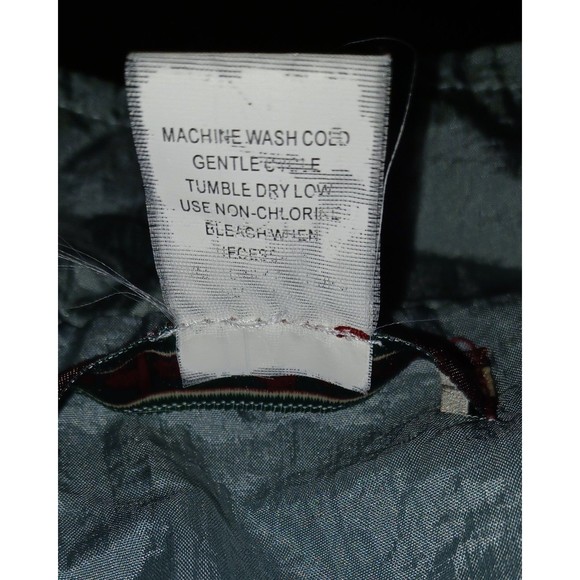 MACHINE WASH COLD
GENTLE CYCLE
TUMBLE DRY LOW
USE NON-CHLORINE
BLEACH WHEN